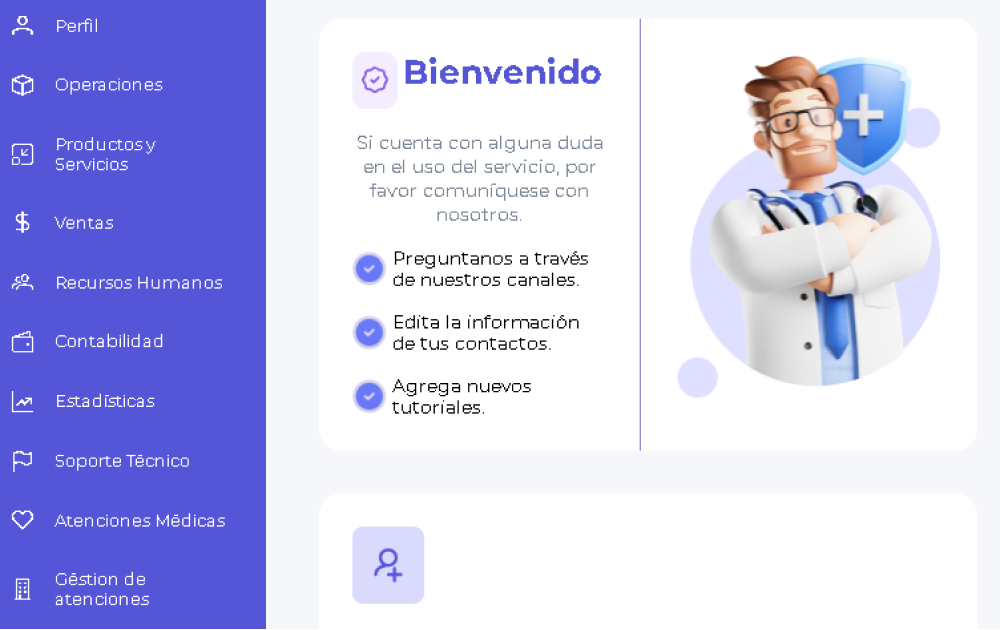 Perfil
Operaciones
Productos y
Servicios
Ventas
Recursos Humanos
Contabilidad
Estadísticas
Soporte Técnico
Atenciones Médicas
Géstion de
atenciones
Bienvenido
Si cuenta con alguna duda
en el uso del servicio, por
favor comuníquese con
nosotros.
Preguntanos a través
de nuestros canales.
Edita la información
de tus contactos.
Agrega nuevos
tutoriales.